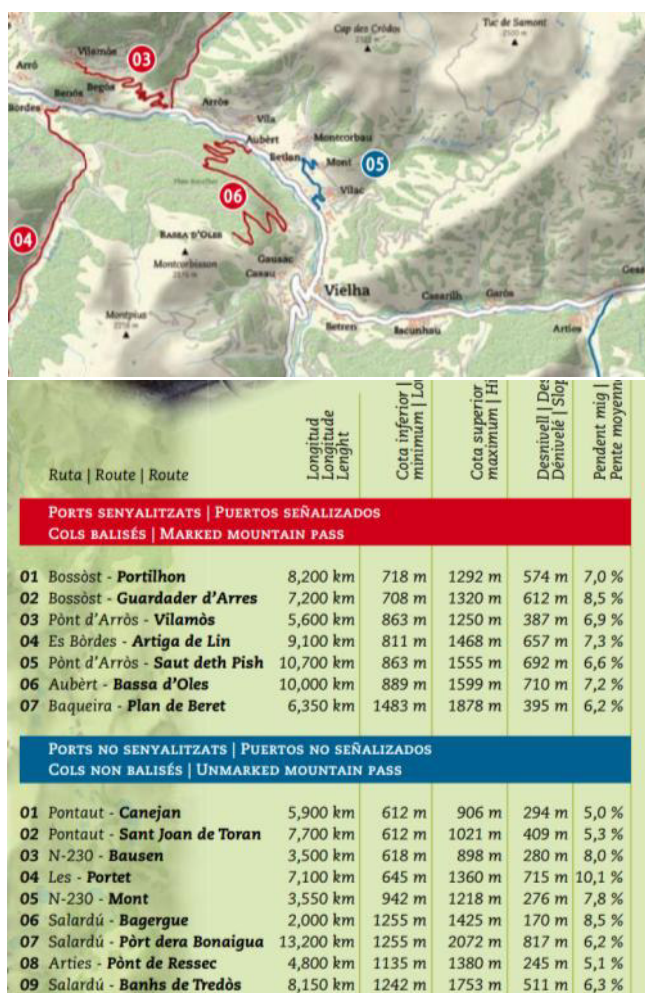 Cap des Cròdos
Tuc de Samont
2500 m
Vilamòs
03
Arró
Benós
Begós
Bordes
Arròs
Vila
Aubèrt
Montcorbau
Betlan
Mont
05
Vilac
06
04
BASSA D'OLES
Montcorbisson
Gausac
Casau
Vielha
Casarilh
Garós
Montpius
Betren
Escunhau
Arties
Ruta | Route | Route
Longitud
Longitude
Lenght
Cota inferior |
minimum |
Cota superior
maximum |
Desnivell |
Dénivelé |
Pendent mig |
Pente moyenne
PORTS SENYALITZATS | PUERTOS SEÑALIZADOS
COLS BALISÉS | MARKED MOUNTAIN PASS
01 Bossòst - Portilhon 8,200 km 718 m 1292 m 574 m 7,0 %
02 Bossòst - Guardader d'Arres 7,200 km 708 m 1320 m 612 m 8,5 %
03 Pònt d'Arròs - Vilamòs 5,600 km 863 m 1250 m 387 m 6,9 %
04 Es Bòrdes - Artiga de Lin 9,100 km 811 m 1468 m 657 m 7,3 %
05 Pònt d'Arròs - Saut deth Pish 10,700 km 863 m 1555 m 692 m 6,6 %
06 Aubèrt - Bassa d'Oles 10,000 km 889 m 1599 m 710 m 7,2 %
07 Baqueira - Plan de Beret 6,350 km 1483 m 1878 m 395 m 6,2 %
PORTS NO SENYALITZATS | PUERTOS NO SEÑALIZADOS
COLS NON BALISÉS | UNMARKED MOUNTAIN PASS
01 Pontaut - Canejan 5,900 km 612 m 906 m 294 m 5,0 %
02 Pontaut - Sant Joan de Toran 7,700 km 612 m 1021 m 409 m 5,3 %
03 N-230 - Bausen 3,500 km 618 m 898 m 280 m 8,0 %
04 Les - Portet 7,100 km 645 m 1360 m 715 m 10,1 %
05 N-230 - Mont 3,550 km 942 m 1218 m 276 m 7,8 %
06 Salardú - Bagergue 2,000 km 1255 m 1425 m 170 m 8,5 %
07 Salardú - Pòrt dera Bonaigua 13,200 km 1255 m 2072 m 817 m 6,2 %
08 Arties - Pònt de Ressec 4,800 km 1135 m 1380 m 245 m 5,1 %
09 Salardú - Banhs de Tredòs 8,150 km 1242 m 1753 m 511 m 6,3 %